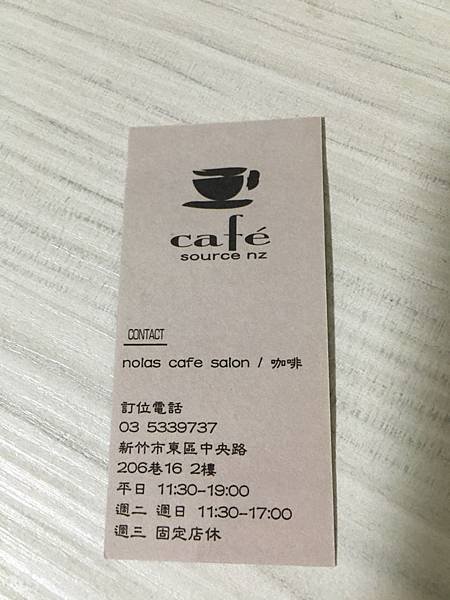 café
source nz
CONTACT
nolas cafe salon / 咖啡
訂位電話
03 5339737
新竹市東區中央路
206巷16 2樓
平日 11:30-19:00
週二 週日 11:30-17:00
週三 固定店休